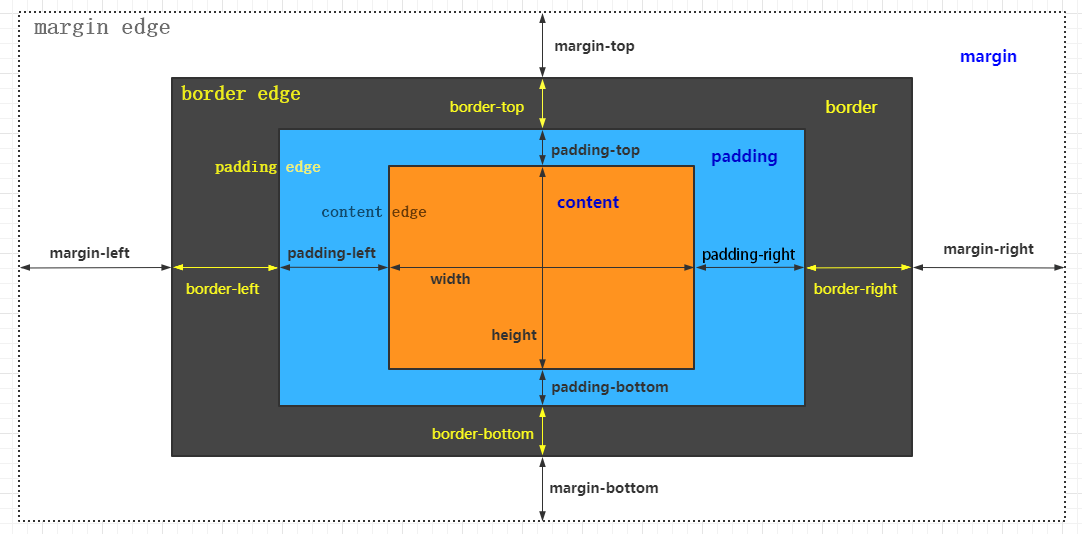 margin edge
margin-top
margin
border edge
border-top
border
padding-top
padding
padding edge
content
content edge
margin-left
padding-left
padding-right
margin-right
border-left
width
border-right
height
padding-bottom
border-bottom
margin-bottom